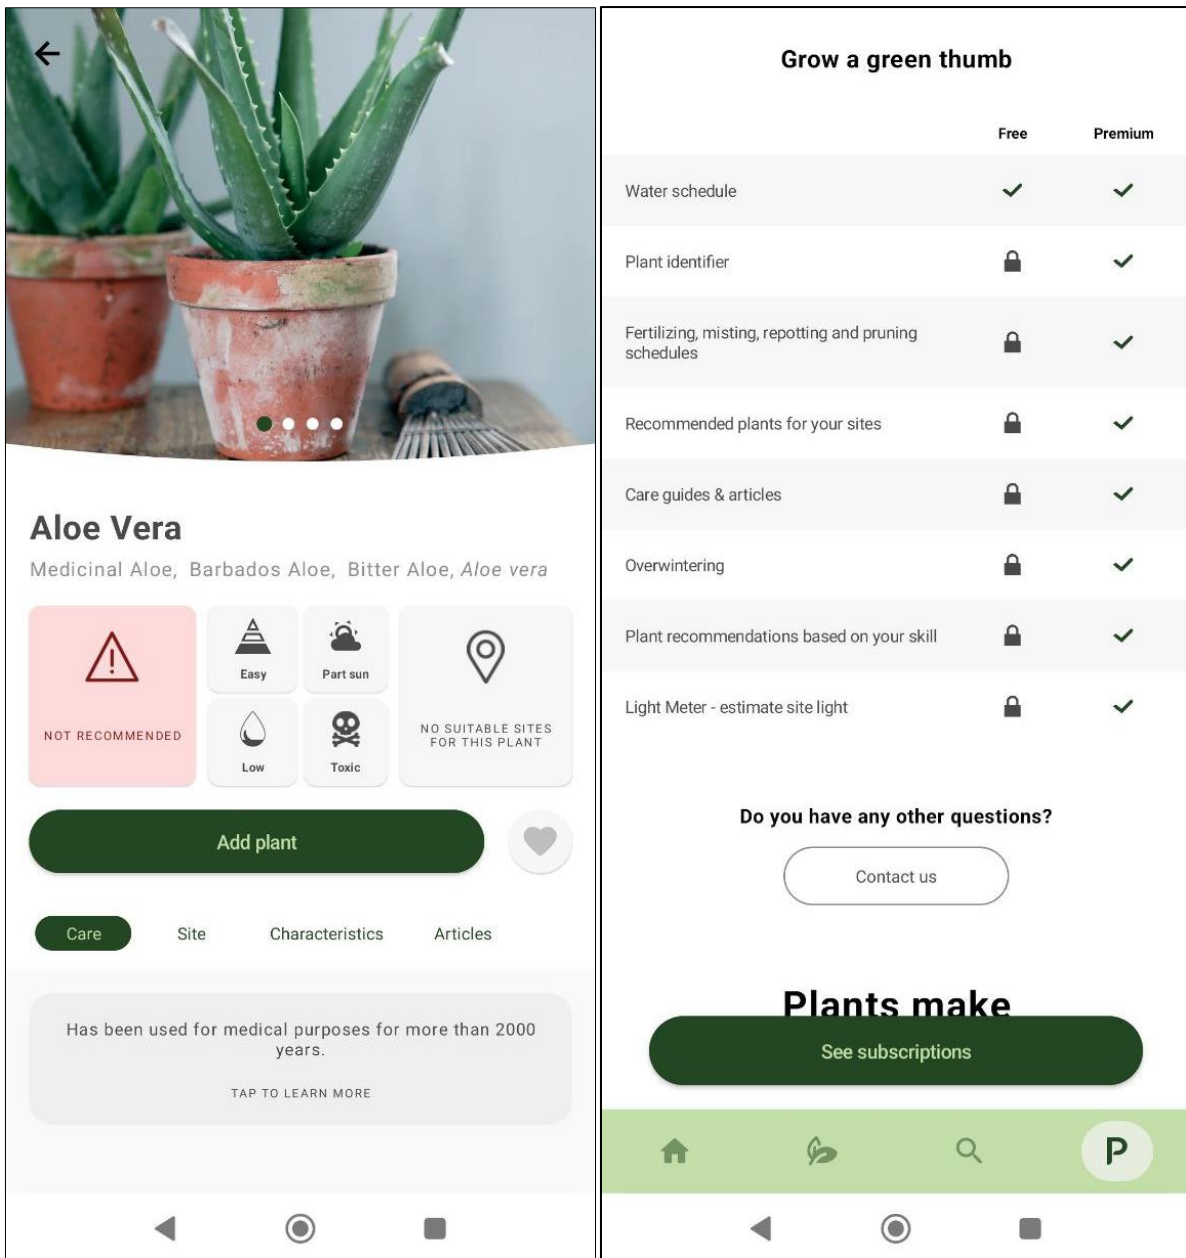 Aloe Vera
Medicinal Aloe, Barbados Aloe, Bitter Aloe, Aloe vera
NOT RECOMMENDED
Easy
Part sun
Low
Toxic
NO SUITABLE SITES
FOR THIS PLANT
Add plant
Care Site Characteristics Articles
Has been used for medical purposes for more than 2000
years.
TAP TO LEARN MORE
Grow a green thumb
Free Premium
Water schedule
Plant identifier
Fertilizing, misting, repotting and pruning
schedules
Recommended plants for your sites
Care guides & articles
Overwintering
Plant recommendations based on your skill
Light Meter - estimate site light
Do you have any other questions?
Contact us
Plants make
See subscriptions
P